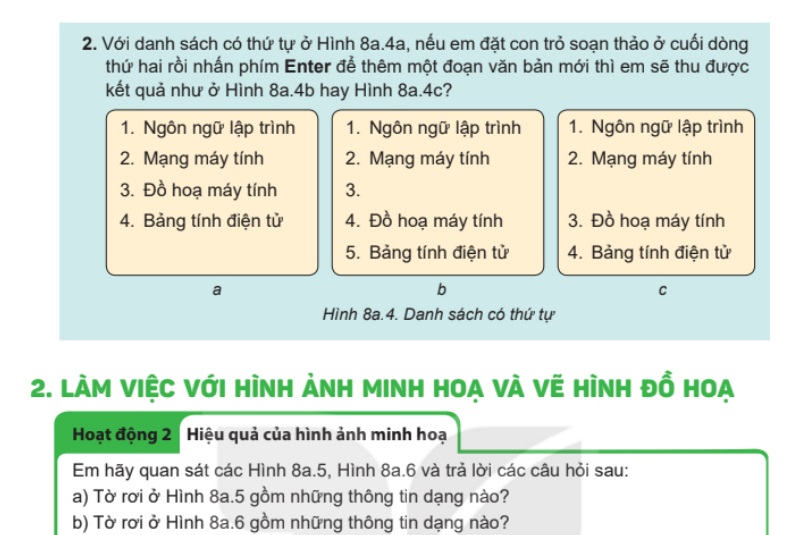 2. Với danh sách có thứ tự ở Hình 8a.4a, nếu em đặt con trỏ soạn thảo ở cuối dòng
thứ hai rồi nhấn phím Enter để thêm một đoạn văn bản mới thì em sẽ thu được
kết quả như ở Hình 8a.4b hay Hình 8a.4c?
1. Ngôn ngữ lập trình
2. Mạng máy tính
3. Đồ hoạ máy tính
4. Bảng tính điện tử
a
1. Ngôn ngữ lập trình
2. Mạng máy tính
3.
4. Đồ hoạ máy tính
5. Bảng tính điện tử
b
1. Ngôn ngữ lập trình
2. Mạng máy tính
3. Đồ hoạ máy tính
4. Bảng tính điện tử
c
Hình 8a.4. Danh sách có thứ tự
2. LÀM VIỆC VỚI HÌNH ẢNH MINH HOẠ VÀ VẼ HÌNH ĐỒ HOẠ
Hoạt động 2 Hiệu quả của hình ảnh minh hoạ
Em hãy quan sát các Hình 8a.5, Hình 8a.6 và trả lời các câu hỏi sau:
a) Tờ rơi ở Hình 8a.5 gồm những thông tin dạng nào?
b) Tờ rơi ở Hình 8a.6 gồm những thông tin dạng nào?